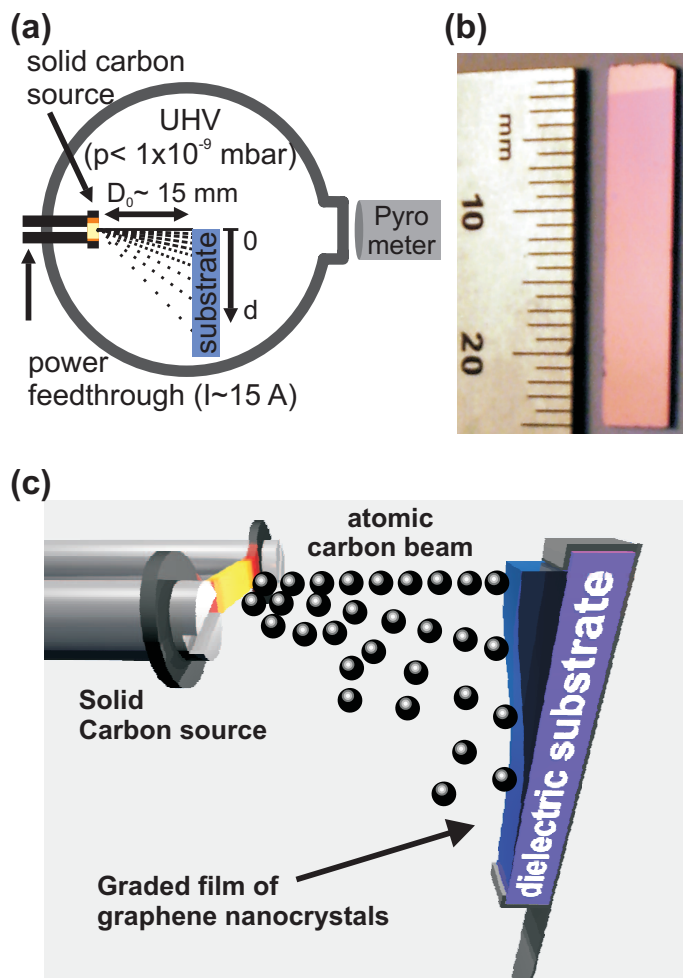 (a)
solid carbon
source
UHV
(p< 1x10⁻⁹ mbar)
D₀~ 15 mm
Pyro
meter
0
substrate
d
power
feedthrough (I~15 A)
(b)
mm
10
20
(c)
atomic
carbon beam
dielectric substrate
Solid
Carbon source
Graded film of
graphene nanocrystals